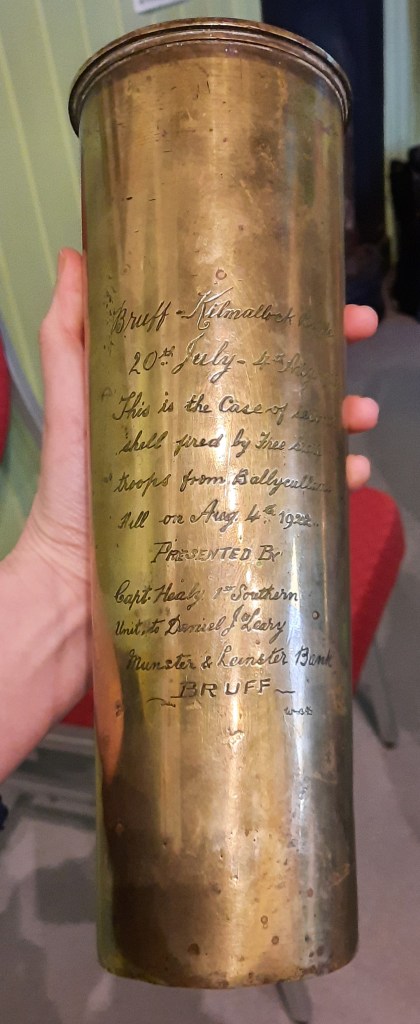 Bruff - Kilmallock
20th July - 4th Aug
This is the Case of
shell fired by Free
troops from
Hill on Aug. 4th 1922
PRESENTED BY
Capt. Healy 1st Southern
Unit, to Daniel J O'Leary
Munster & Leinster Bank
BRUFF